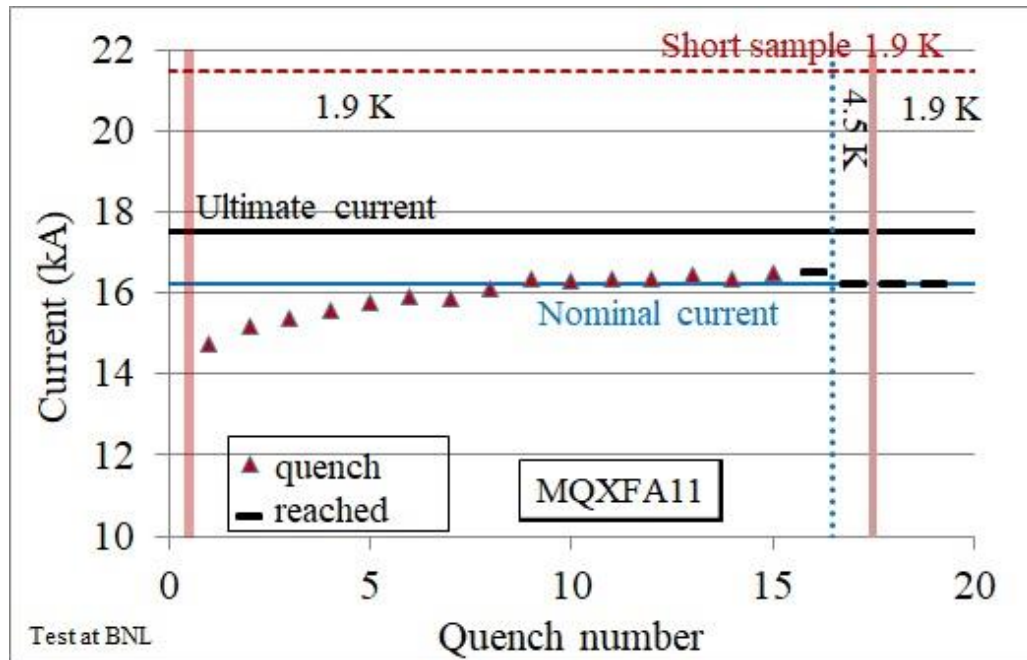 22
Short sample 1.9 K
1.9 K
4.5 K
1.9 K
20
Ultimate current
18
16
Nominal current
14
12
quench
reached
MQXFA11
10
0
5
10
15
20
Current (kA)
Quench number
Test at BNL